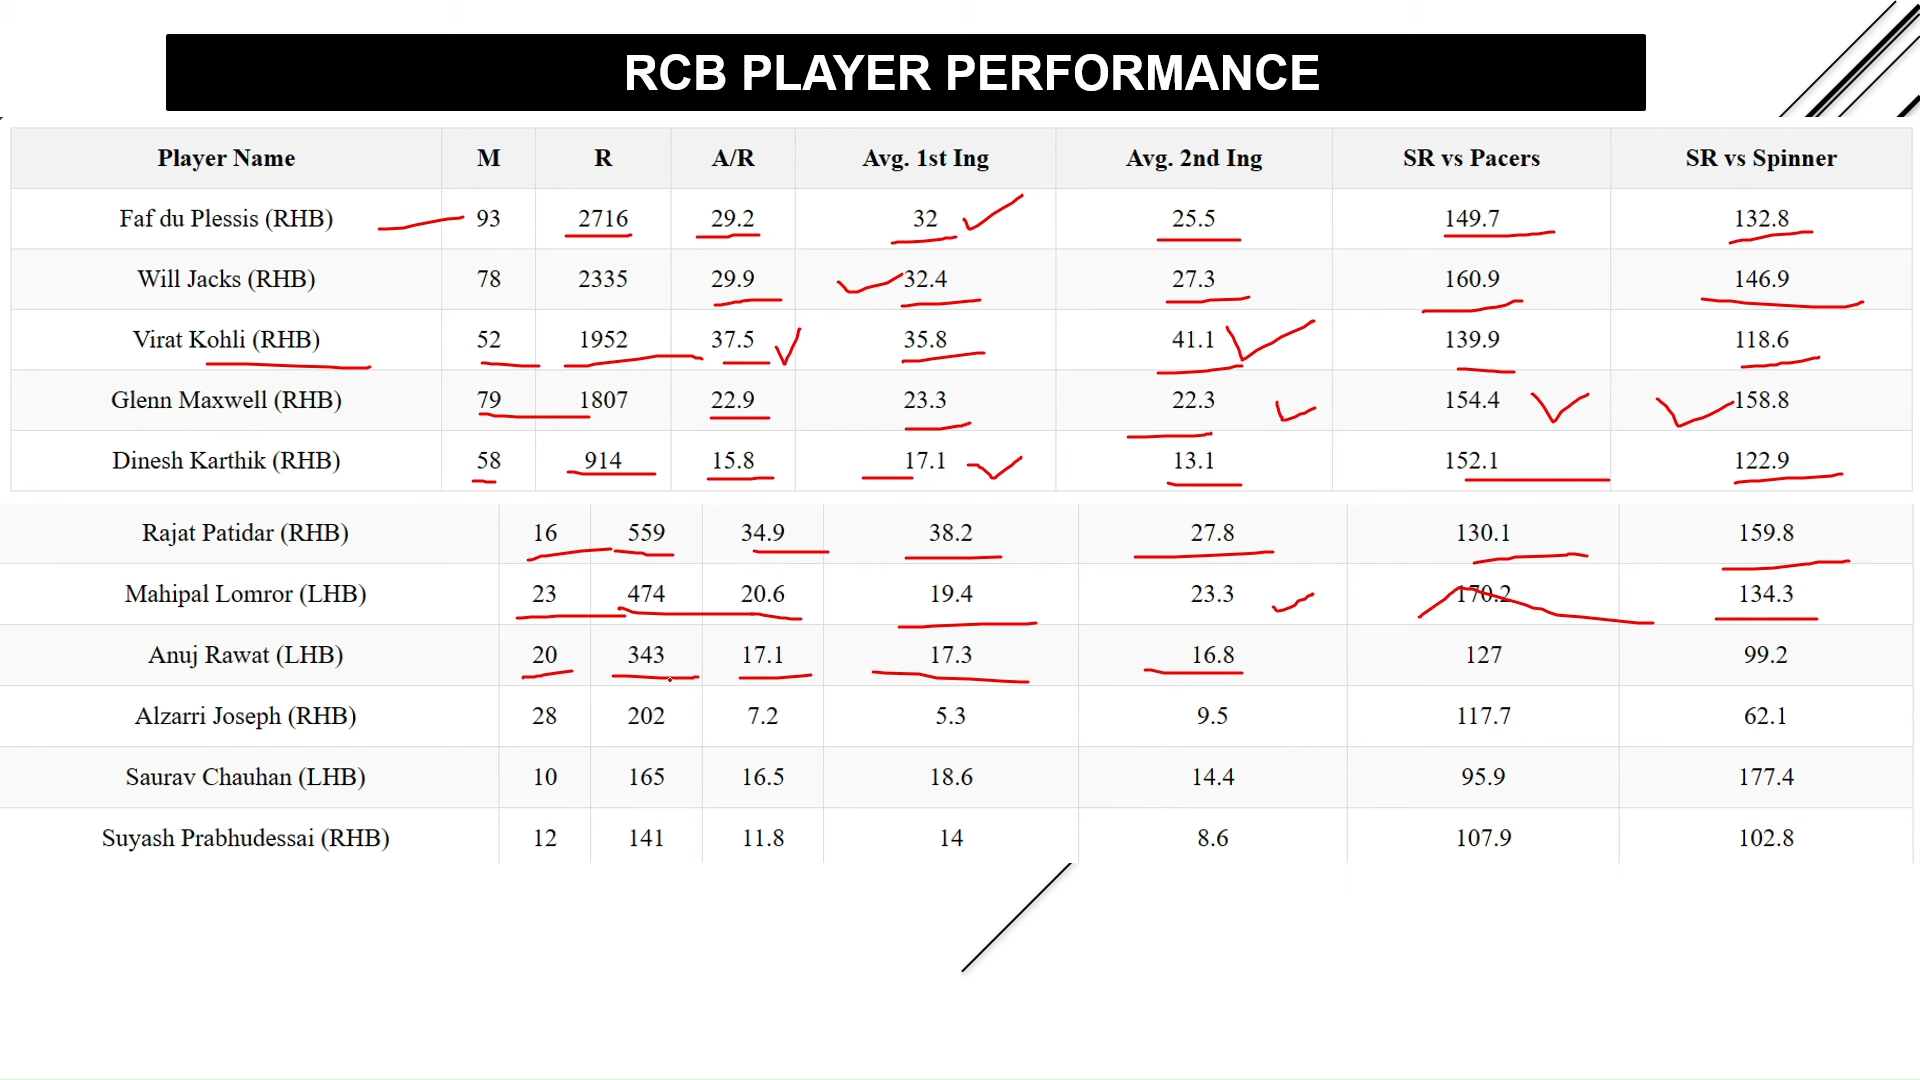 RCB PLAYER PERFORMANCE
Player Name M R A/R Avg. 1st Ing Avg. 2nd Ing SR vs Pacers SR vs Spinner
Faf du Plessis (RHB) 93 2716 29.2 32 25.5 149.7 132.8
Will Jacks (RHB) 78 2335 29.9 32.4 27.3 160.9 146.9
Virat Kohli (RHB) 52 1952 37.5 35.8 41.1 139.9 118.6
Glenn Maxwell (RHB) 79 1807 22.9 23.3 22.3 154.4 158.8
Dinesh Karthik (RHB) 58 914 15.8 17.1 13.1 152.1 122.9
Rajat Patidar (RHB) 16 559 34.9 38.2 27.8 130.1 159.8
Mahipal Lomror (LHB) 23 474 20.6 19.4 23.3 170.2 134.3
Anuj Rawat (LHB) 20 343 17.1 17.3 16.8 127 99.2
Alzarri Joseph (RHB) 28 202 7.2 5.3 9.5 117.7 62.1
Saurav Chauhan (LHB) 10 165 16.5 18.6 14.4 95.9 177.4
Suyash Prabhudessai (RHB) 12 141 11.8 14 8.6 107.9 102.8